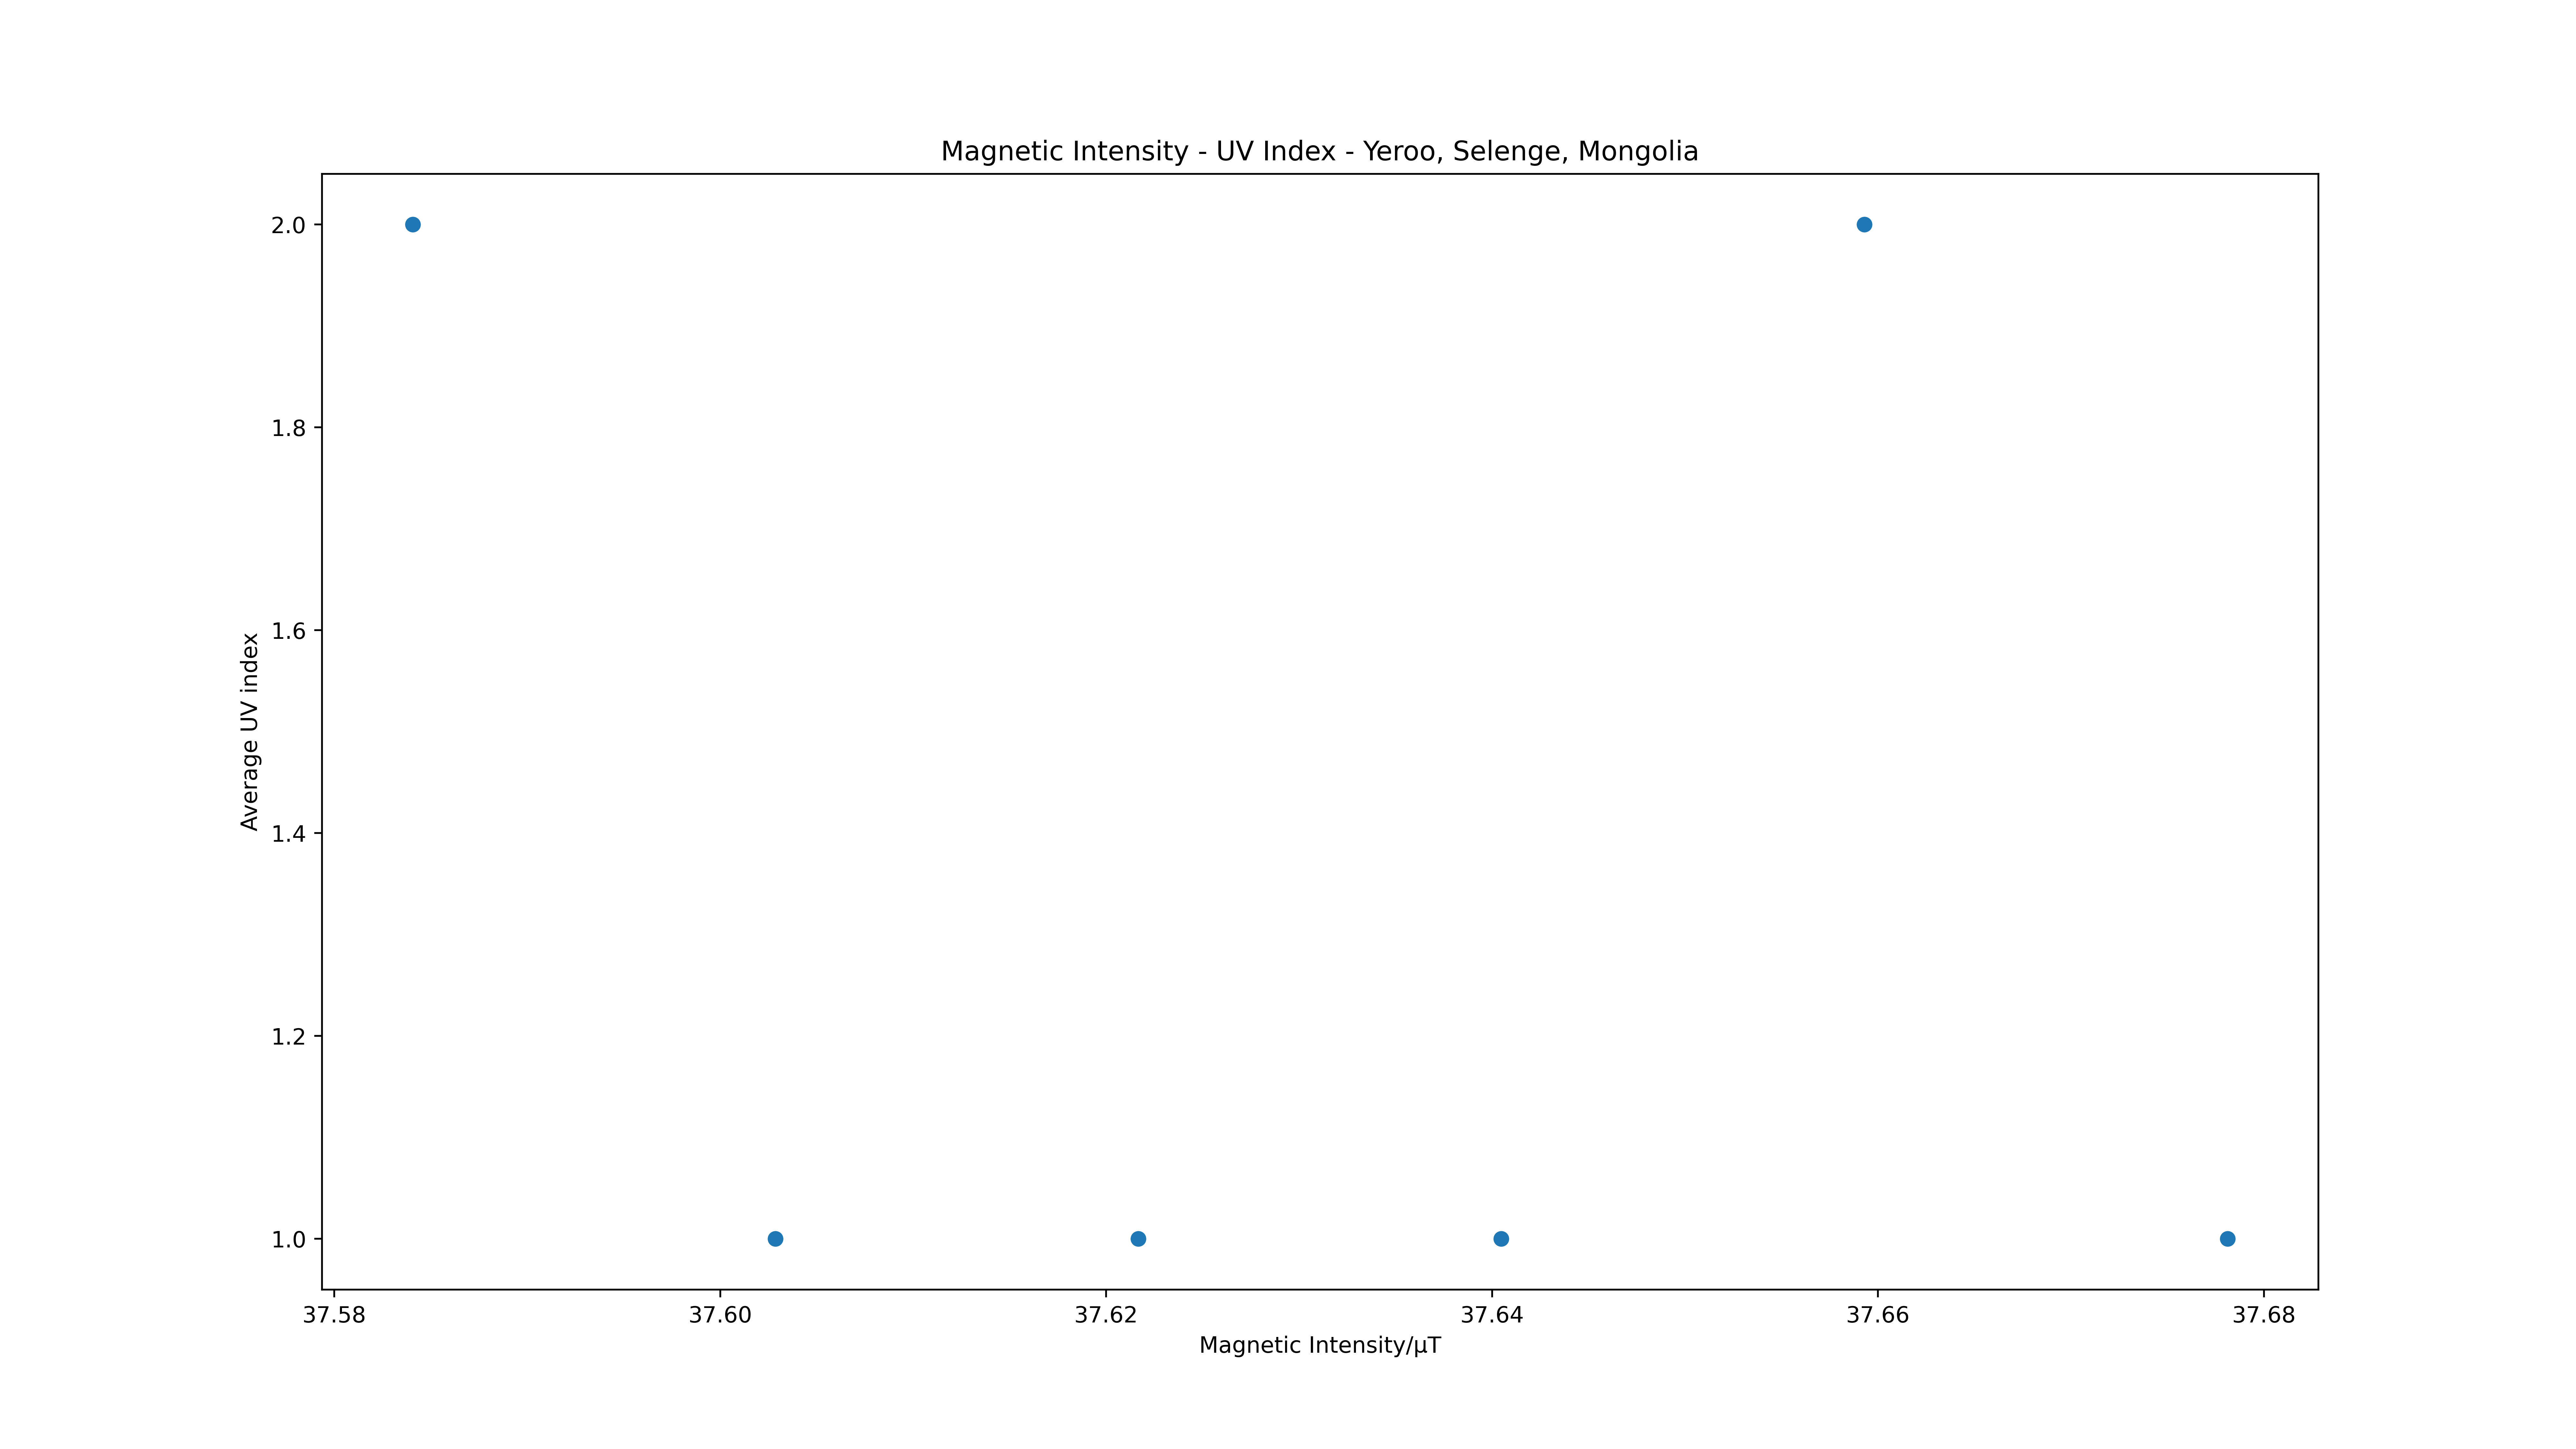 Magnetic Intensity - UV Index - Yeroo, Selenge, Mongolia
2.0
1.8
1.6
1.4
1.2
1.0
Average UV index
37.58 37.60 37.62 37.64 37.66 37.68
Magnetic Intensity/µT